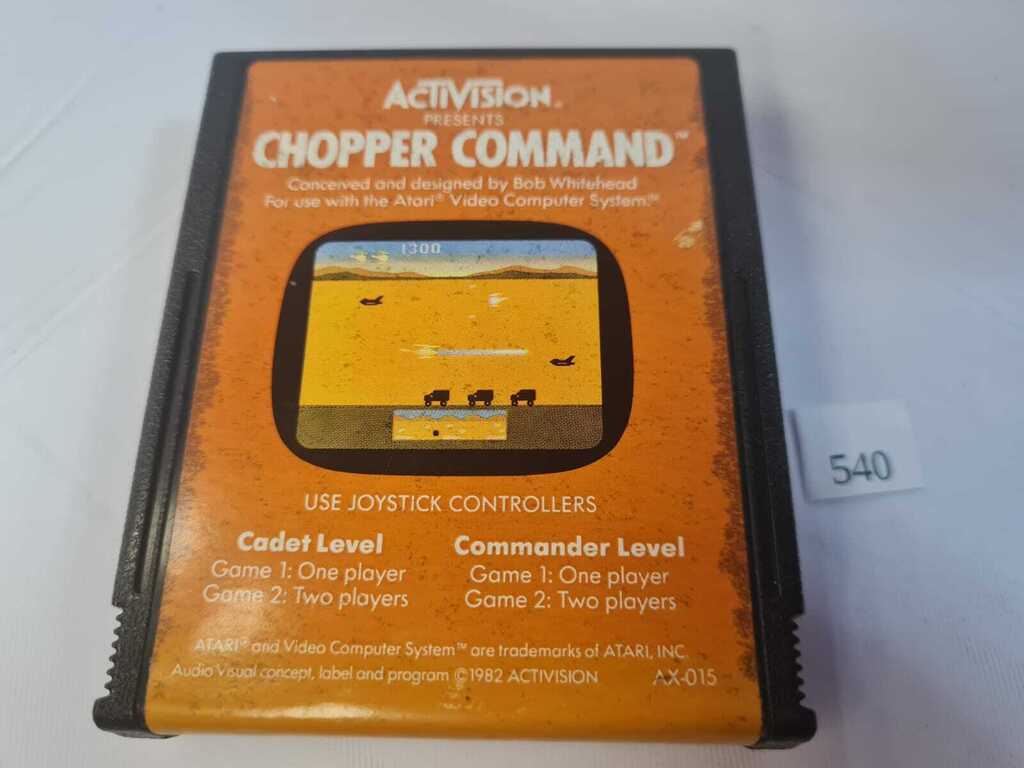 ACTIVISION®
PRESENTS
CHOPPER COMMAND™
Conceived and designed by Bob Whitehead
For use with the Atari® Video Computer System.™
1300
USE JOYSTICK CONTROLLERS
Cadet Level
Game 1: One player
Game 2: Two players
Commander Level
Game 1: One player
Game 2: Two players
ATARI® and Video Computer System™ are trademarks of ATARI, INC.
Audio Visual concept, label and program ©1982 ACTIVISION
AX-015
540